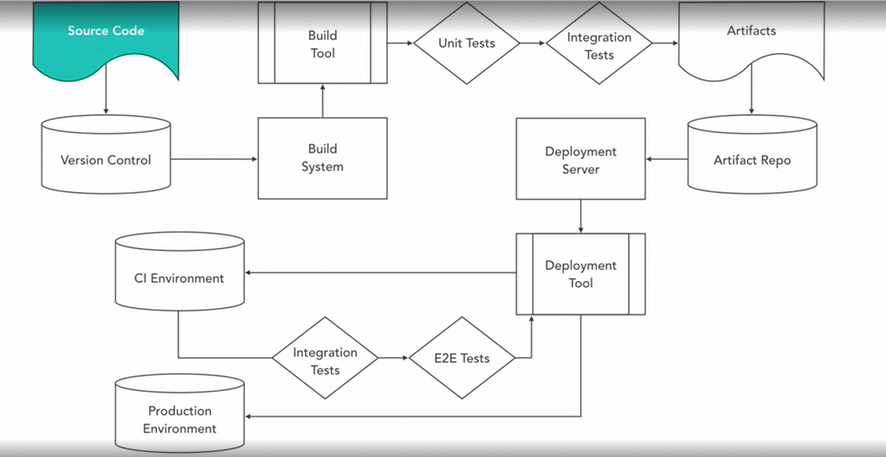 Source Code
Build
Tool
Unit Tests
Integration
Tests
Artifacts
Version Control
Build
System
Deployment
Server
Artifact Repo
CI Environment
Deployment
Tool
Integration
Tests
E2E Tests
Production
Environment